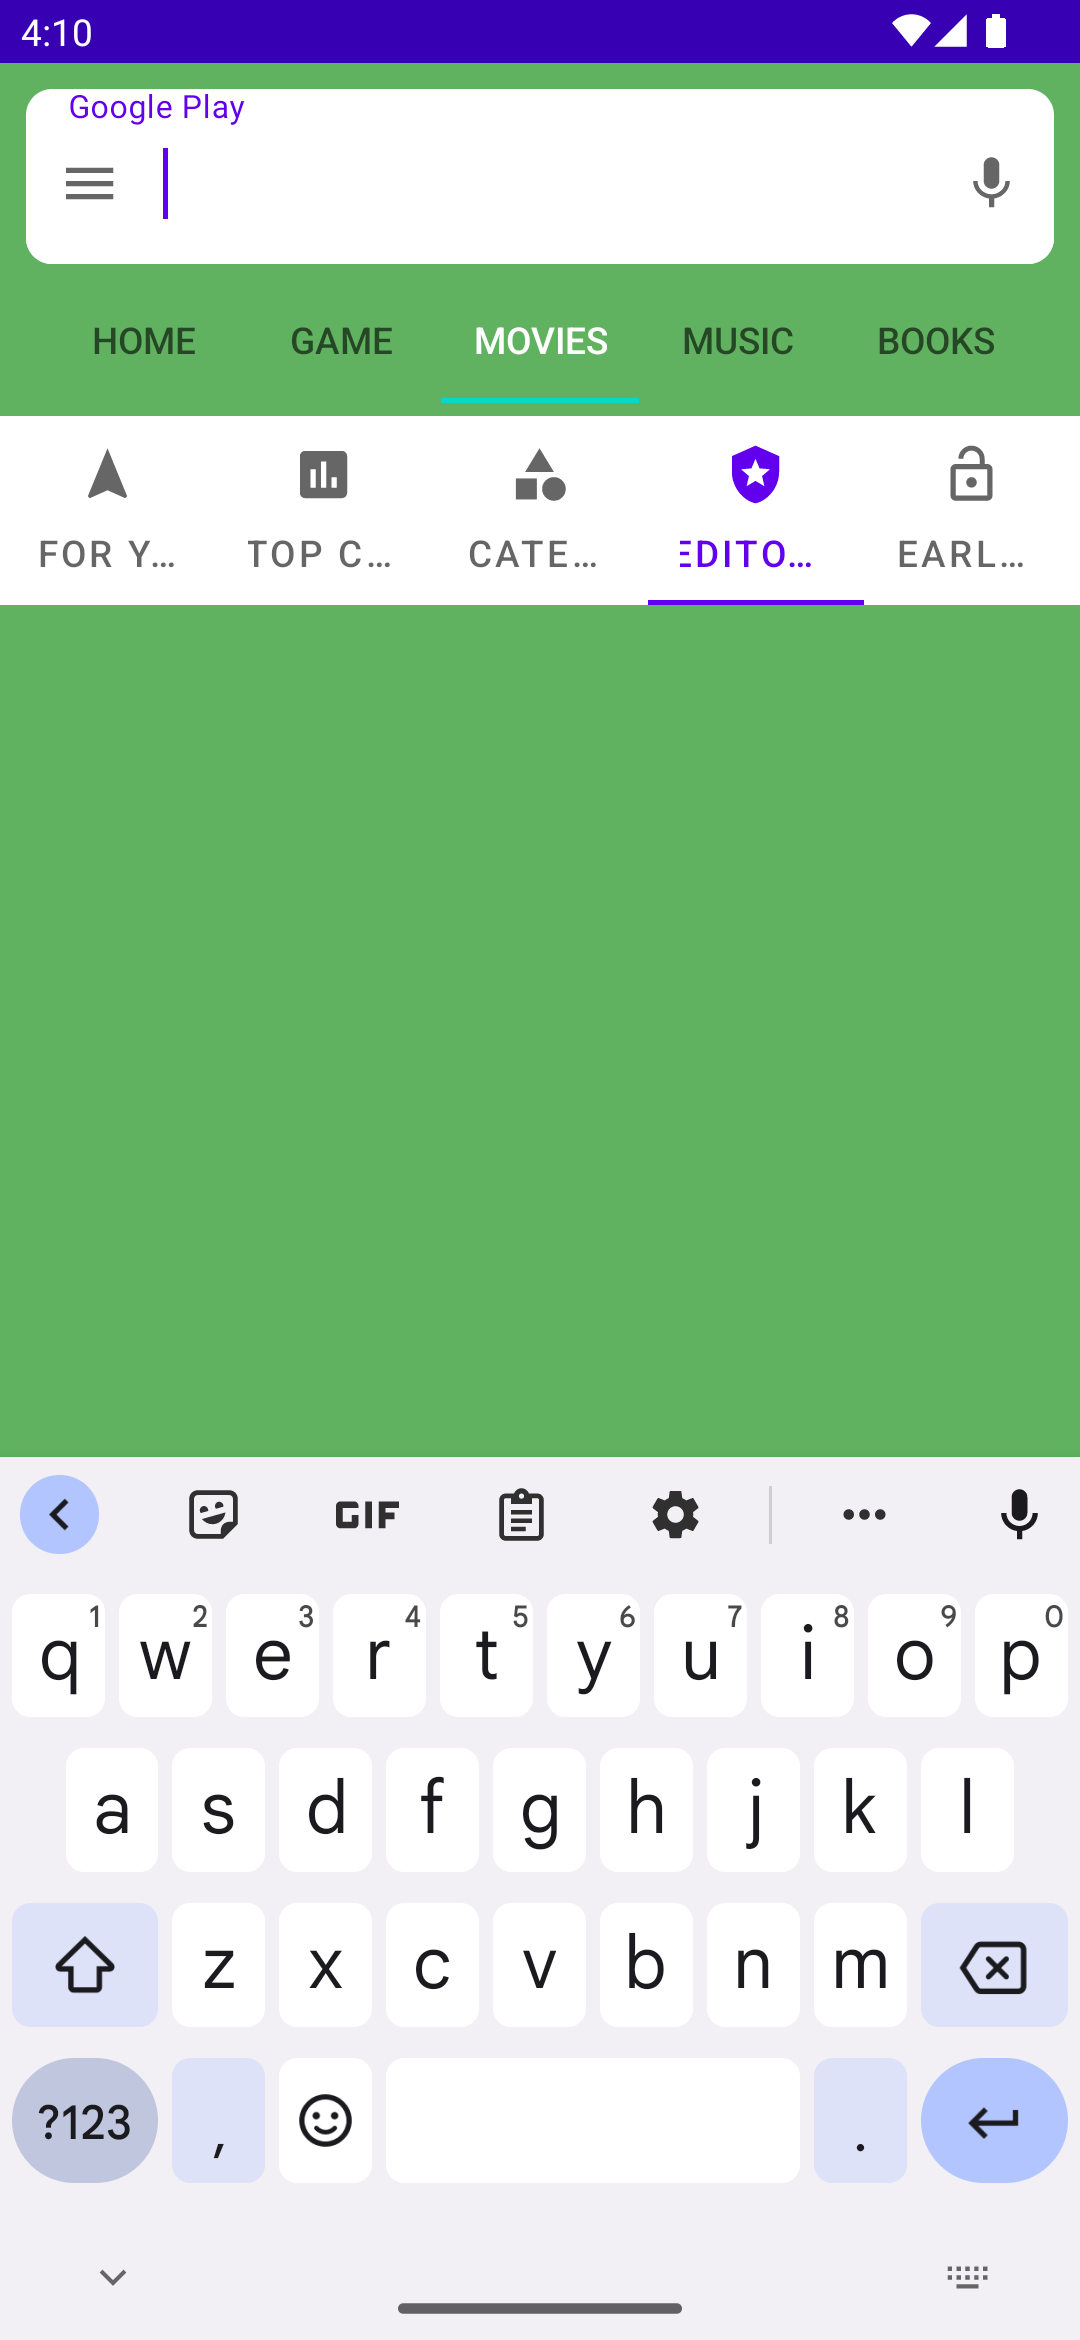 4:10
Google Play
HOME GAME MOVIES MUSIC BOOKS
FOR Y... TOP C... CATE... EDITO... EARL...
GIF
1 2 3 4 5 6 7 8 9 0
q w e r t y u i o p
a s d f g h j k l
z x c v b n m
?123 , .